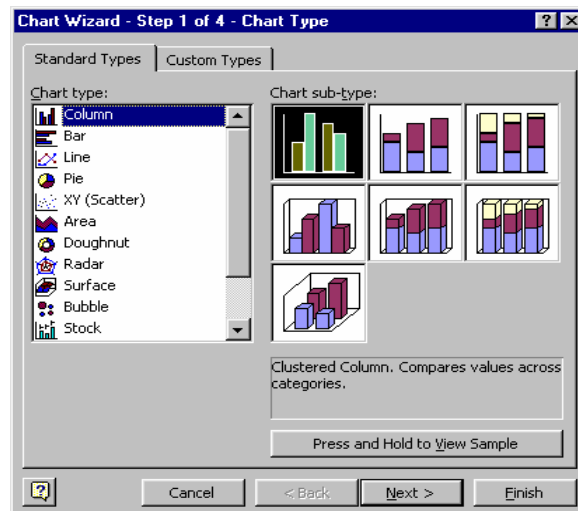 Chart Wizard - Step 1 of 4 - Chart Type
Standard Types
Custom Types
Chart type:
Column
Bar
Line
Pie
XY (Scatter)
Area
Doughnut
Radar
Surface
Bubble
Stock
Chart sub-type:
Clustered Column. Compares values across
categories.
Press and Hold to View Sample
Cancel
< Back
Next >
Finish